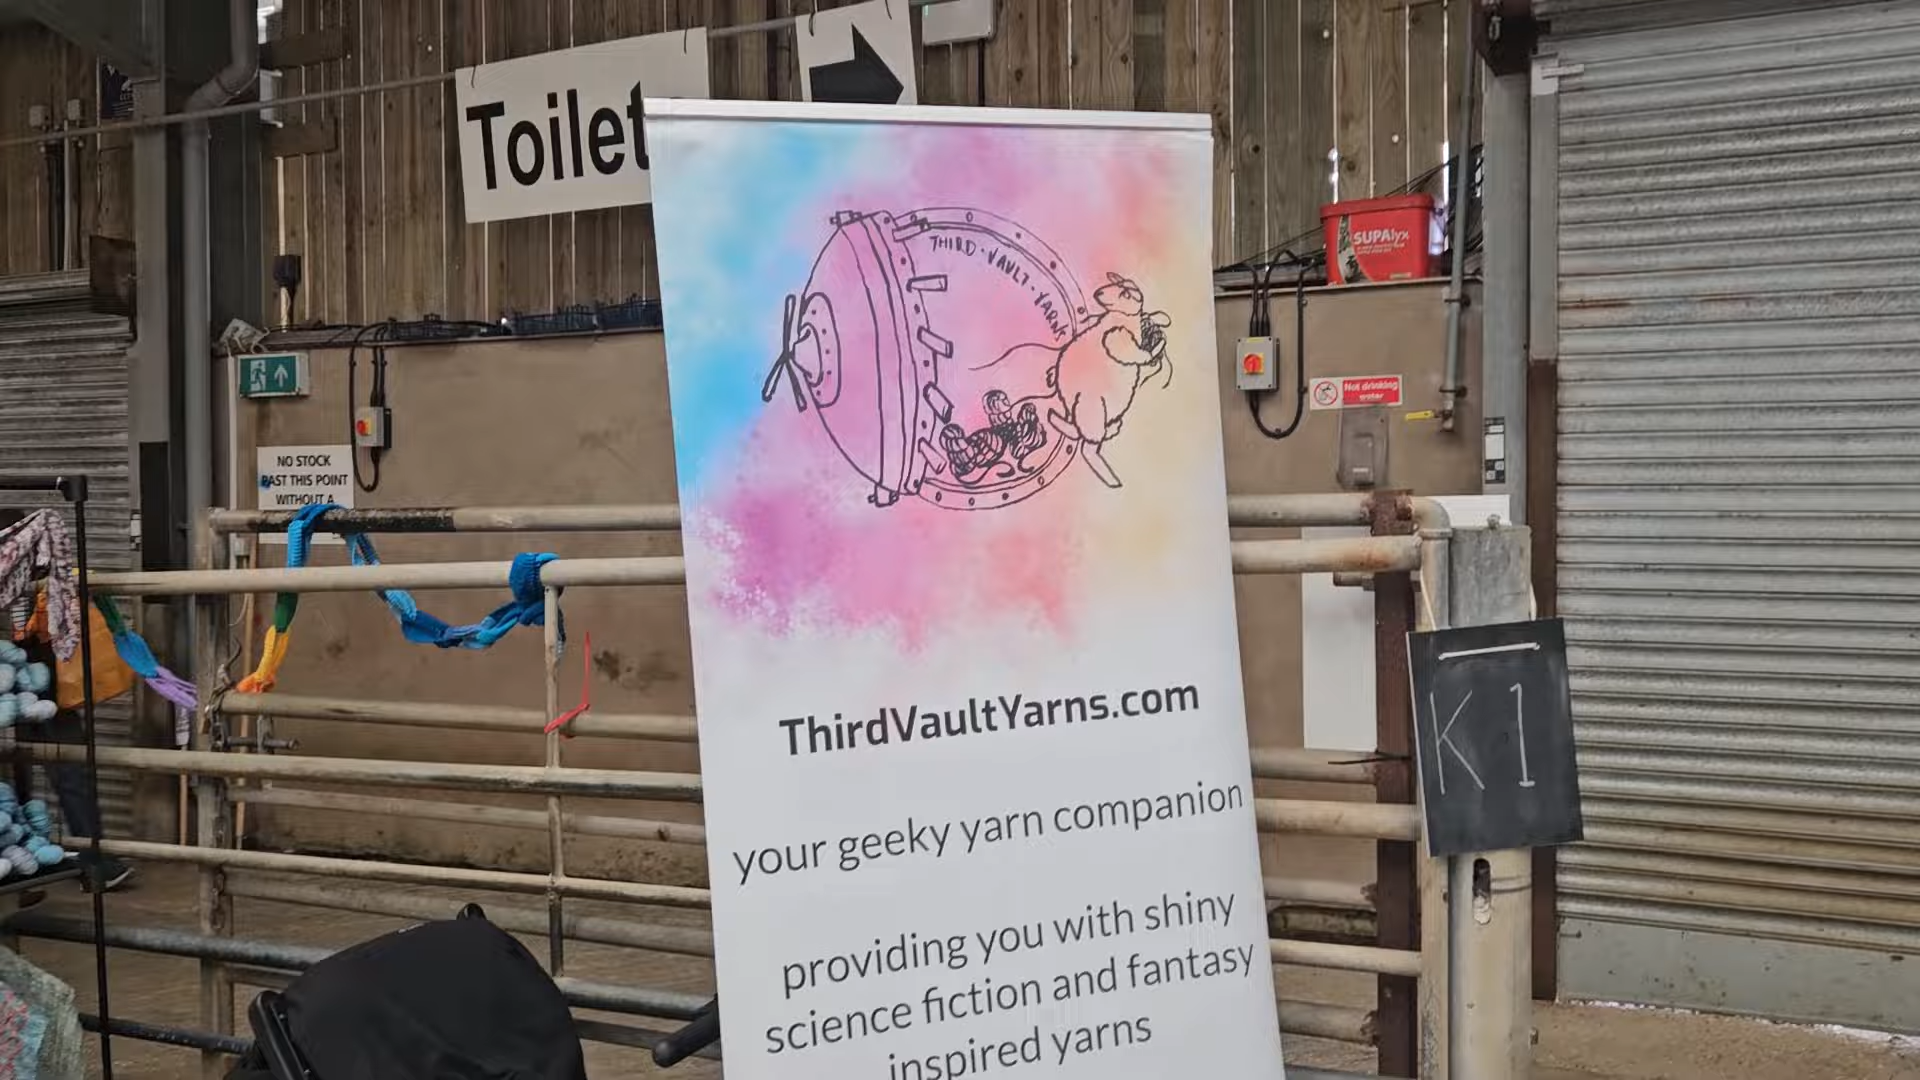 Toilet
THIRD · VAULT · YARNS
SUPAlyx
Not drinking
water
NO STOCK
PAST THIS POINT
WITHOUT A
ThirdVaultYarns.com
K1
your geeky yarn companion
providing you with shiny
science fiction and fantasy
inspired yarns